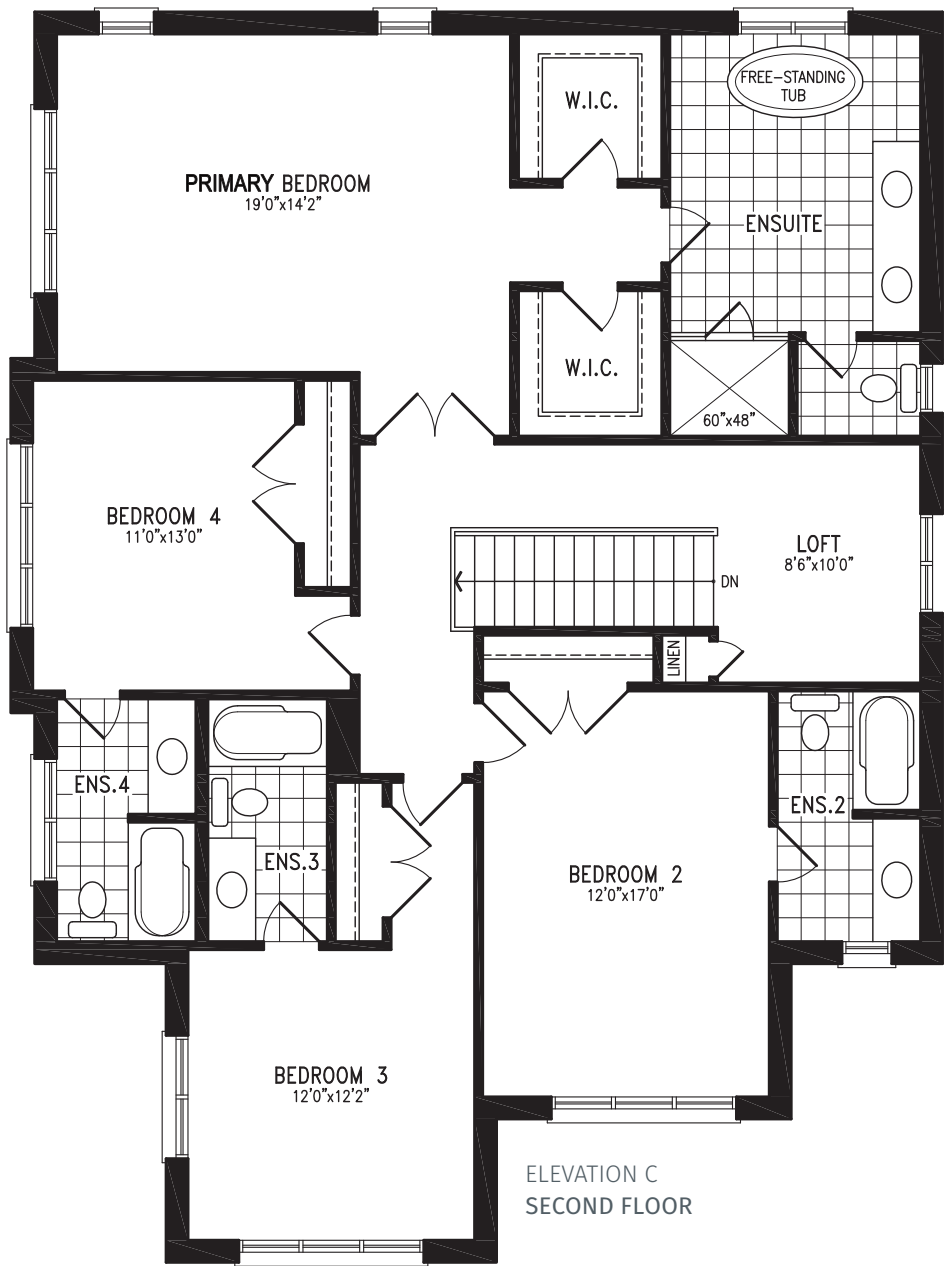 FREE-STANDING
TUB
W.I.C.
PRIMARY BEDROOM
19'0"x14'2"
ENSUITE
W.I.C.
60"x48"
BEDROOM 4
11'0"x13'0"
LOFT
8'6"x10'0"
DN
LINEN
ENS.4
ENS.3
ENS.2
BEDROOM 2
12'0"x17'0"
BEDROOM 3
12'0"x12'2"
ELEVATION C
SECOND FLOOR